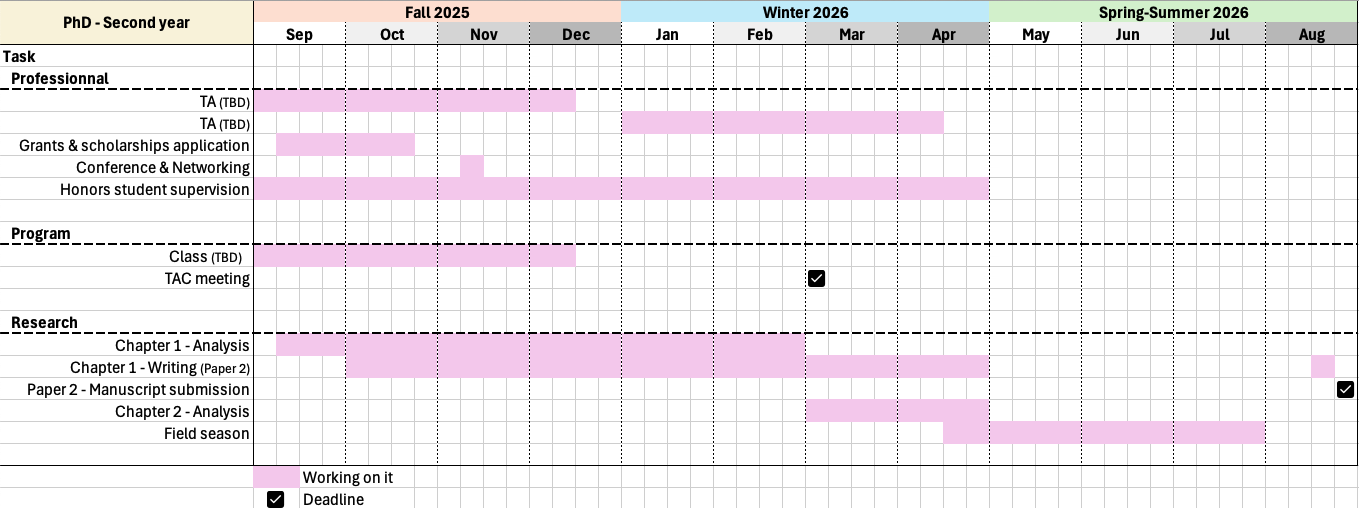 PhD - Second year
Fall 2025 Winter 2026 Spring-Summer 2026
Sep Oct Nov Dec Jan Feb Mar Apr May Jun Jul Aug
Task
Professionnal
TA (TBD)
TA (TBD)
Grants & scholarships application
Conference & Networking
Honors student supervision
Program
Class (TBD)
TAC meeting
Research
Chapter 1 - Analysis
Chapter 1 - Writing (Paper 2)
Paper 2 - Manuscript submission
Chapter 2 - Analysis
Field season
Working on it
Deadline